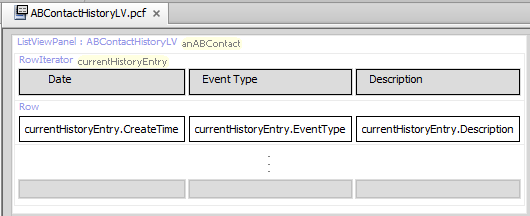 ABContactHistoryLV.pcf
ListViewPanel : ABContactHistoryLV anABContact
RowIterator currentHistoryEntry
Date Event Type Description
Row
currentHistoryEntry.CreateTime currentHistoryEntry.EventType currentHistoryEntry.Description